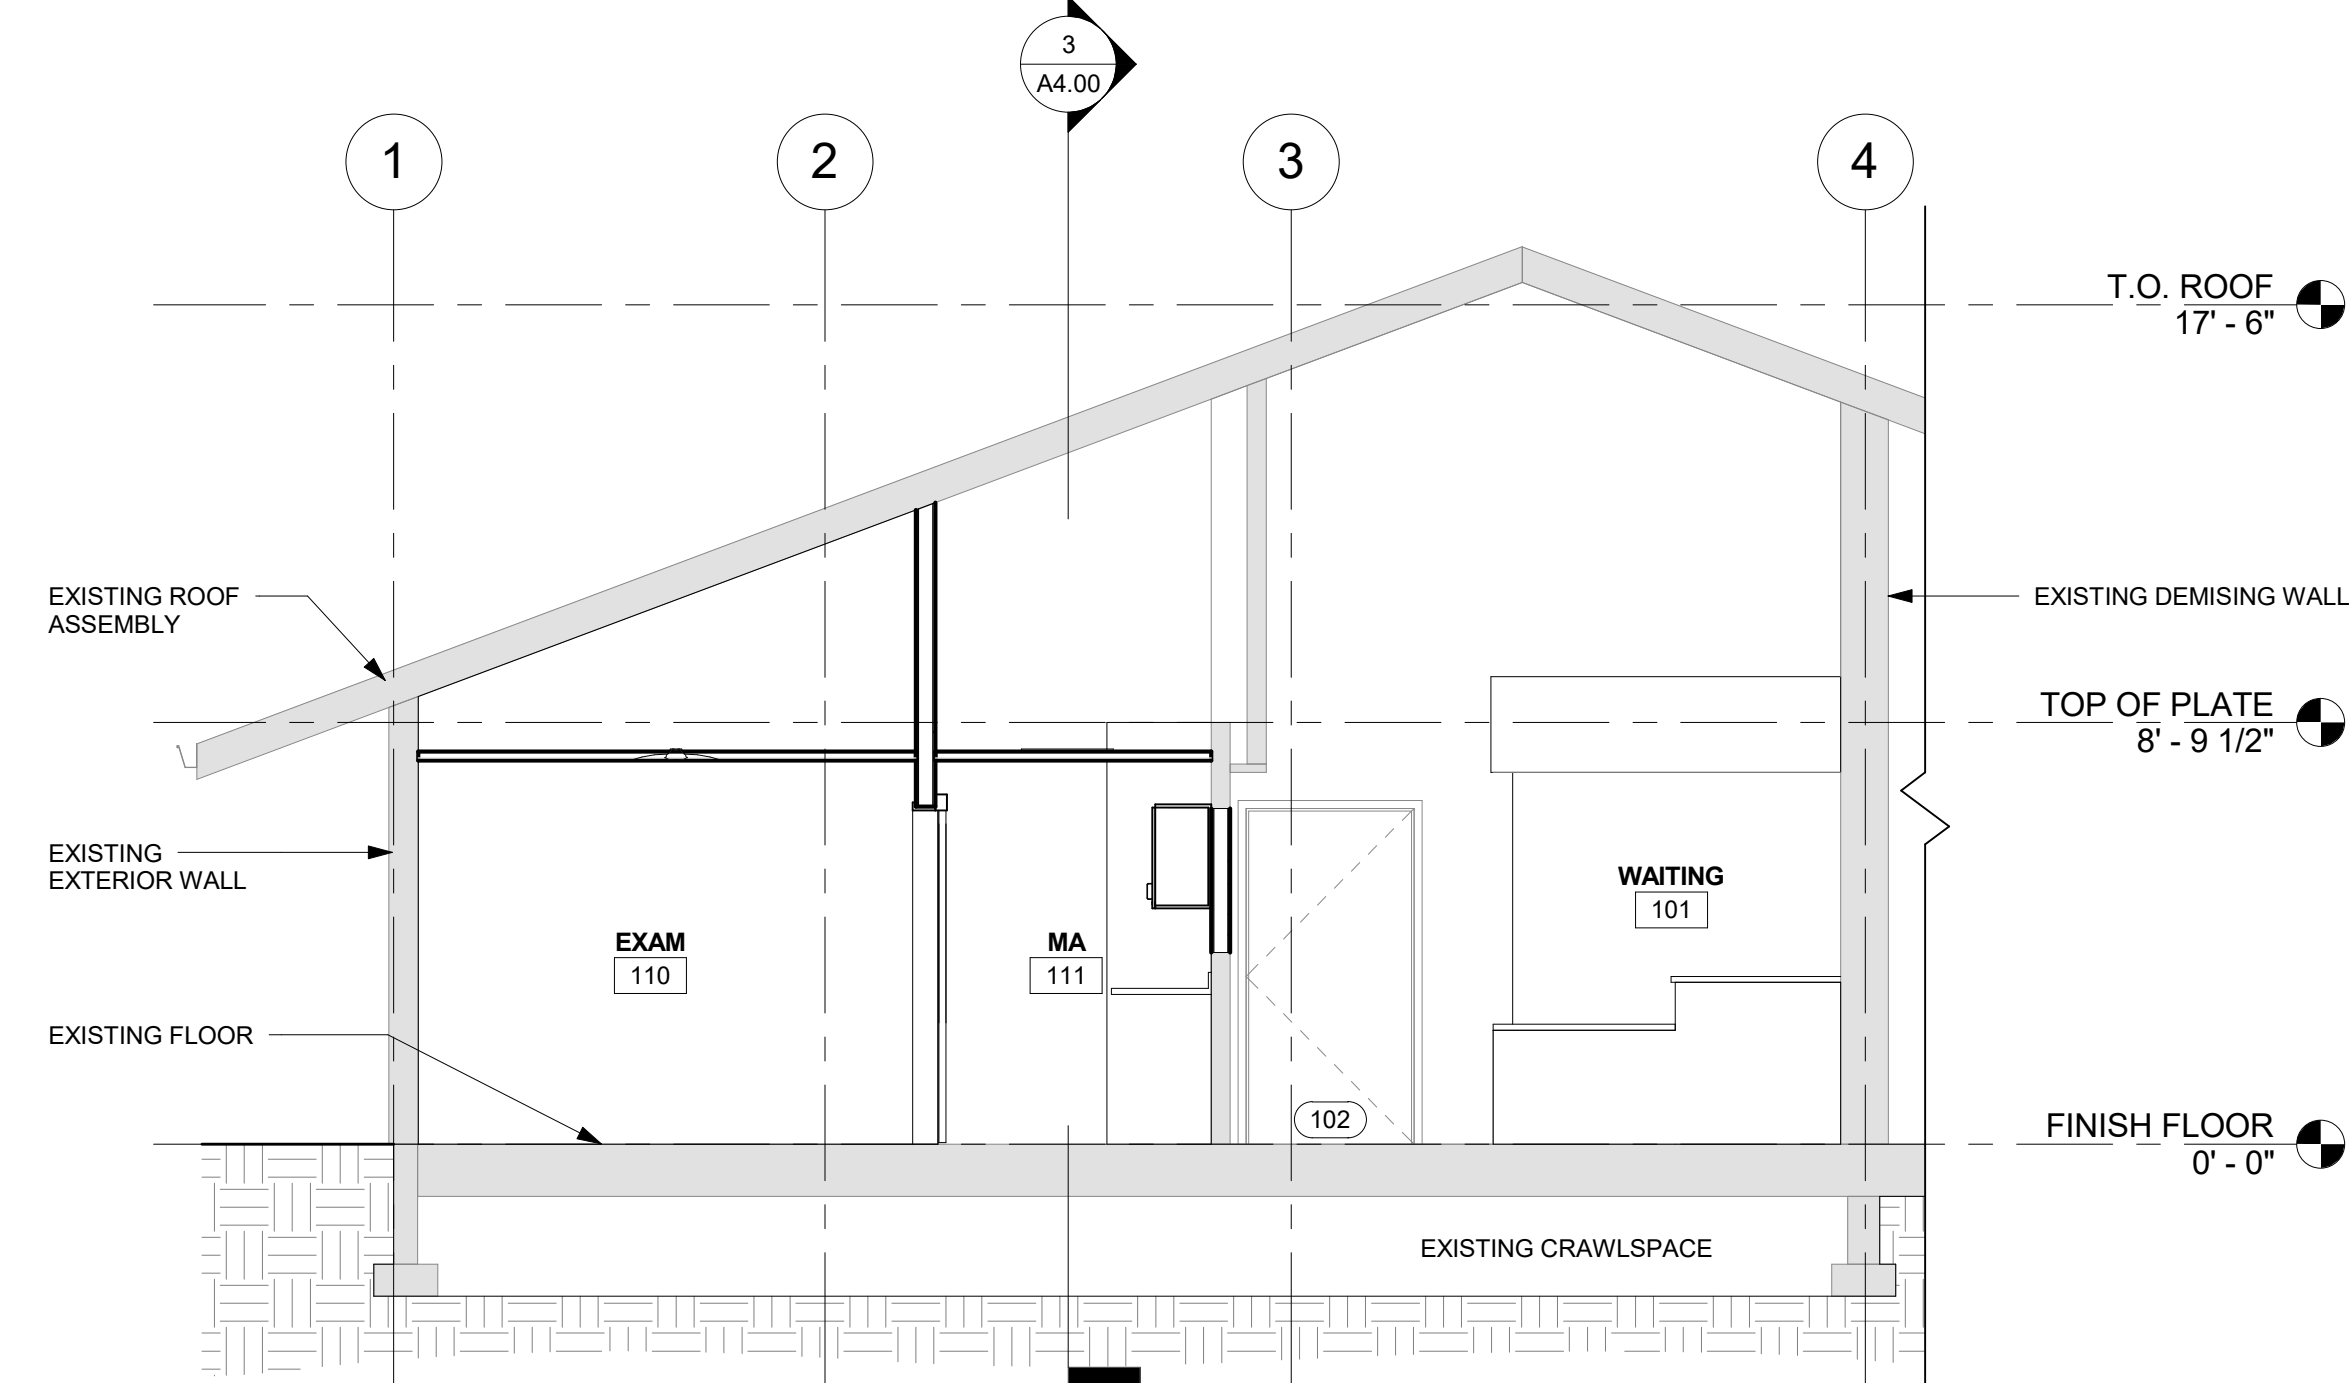 3
A4.00
1
2
3
4
T.O. ROOF
17' - 6"
EXISTING ROOF
ASSEMBLY
EXISTING DEMISING WALL
TOP OF PLATE
8' - 9 1/2"
EXISTING
EXTERIOR WALL
WAITING
101
EXAM
110
MA
111
EXISTING FLOOR
102
FINISH FLOOR
0' - 0"
EXISTING CRAWLSPACE